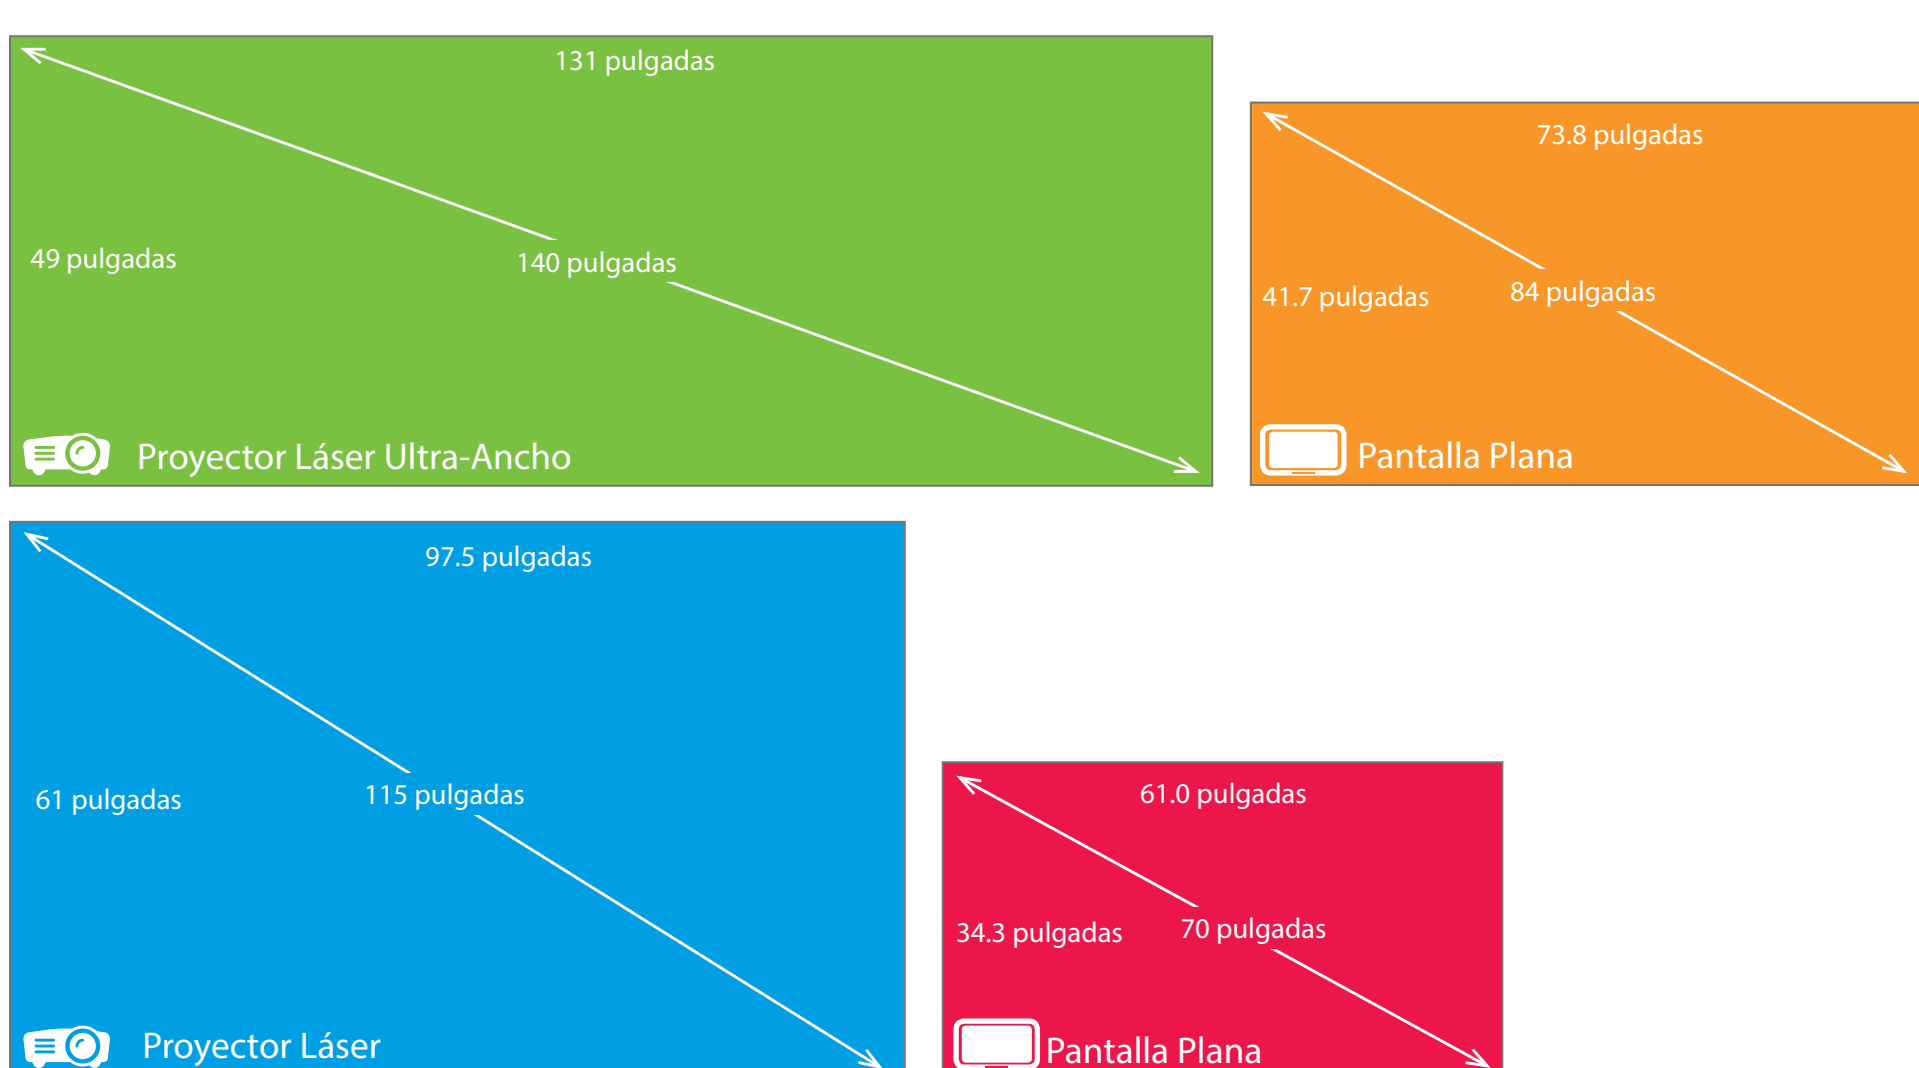 131 pulgadas
49 pulgadas
140 pulgadas
Proyector Láser Ultra-Ancho
73.8 pulgadas
41.7 pulgadas
84 pulgadas
Pantalla Plana
97.5 pulgadas
61 pulgadas
115 pulgadas
Proyector Láser
61.0 pulgadas
34.3 pulgadas
70 pulgadas
Pantalla Plana